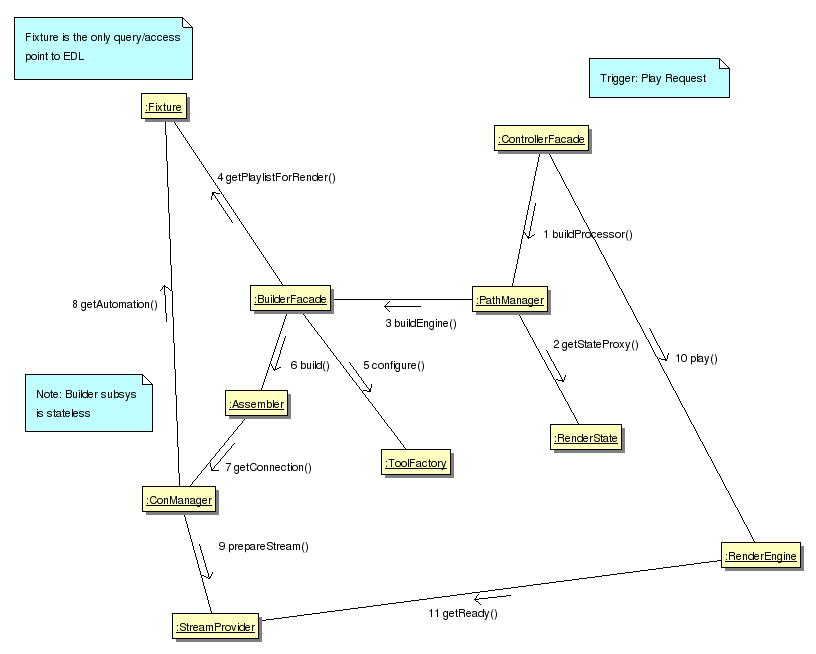 Fixture is the only query/access
point to EDL
Trigger: Play Request
:Fixture
:ControllerFacade
4 getPlaylistForRender()
1 buildProcessor()
:BuilderFacade
:PathManager
8 getAutomation()
3 buildEngine()
2 getStateProxy()
10 play()
6 build()
5 configure()
Note: Builder subsys
is stateless
:Assembler
:RenderState
7 getConnection()
:ToolFactory
:ConManager
9 prepareStream()
:RenderEngine
11 getReady()
:StreamProvider